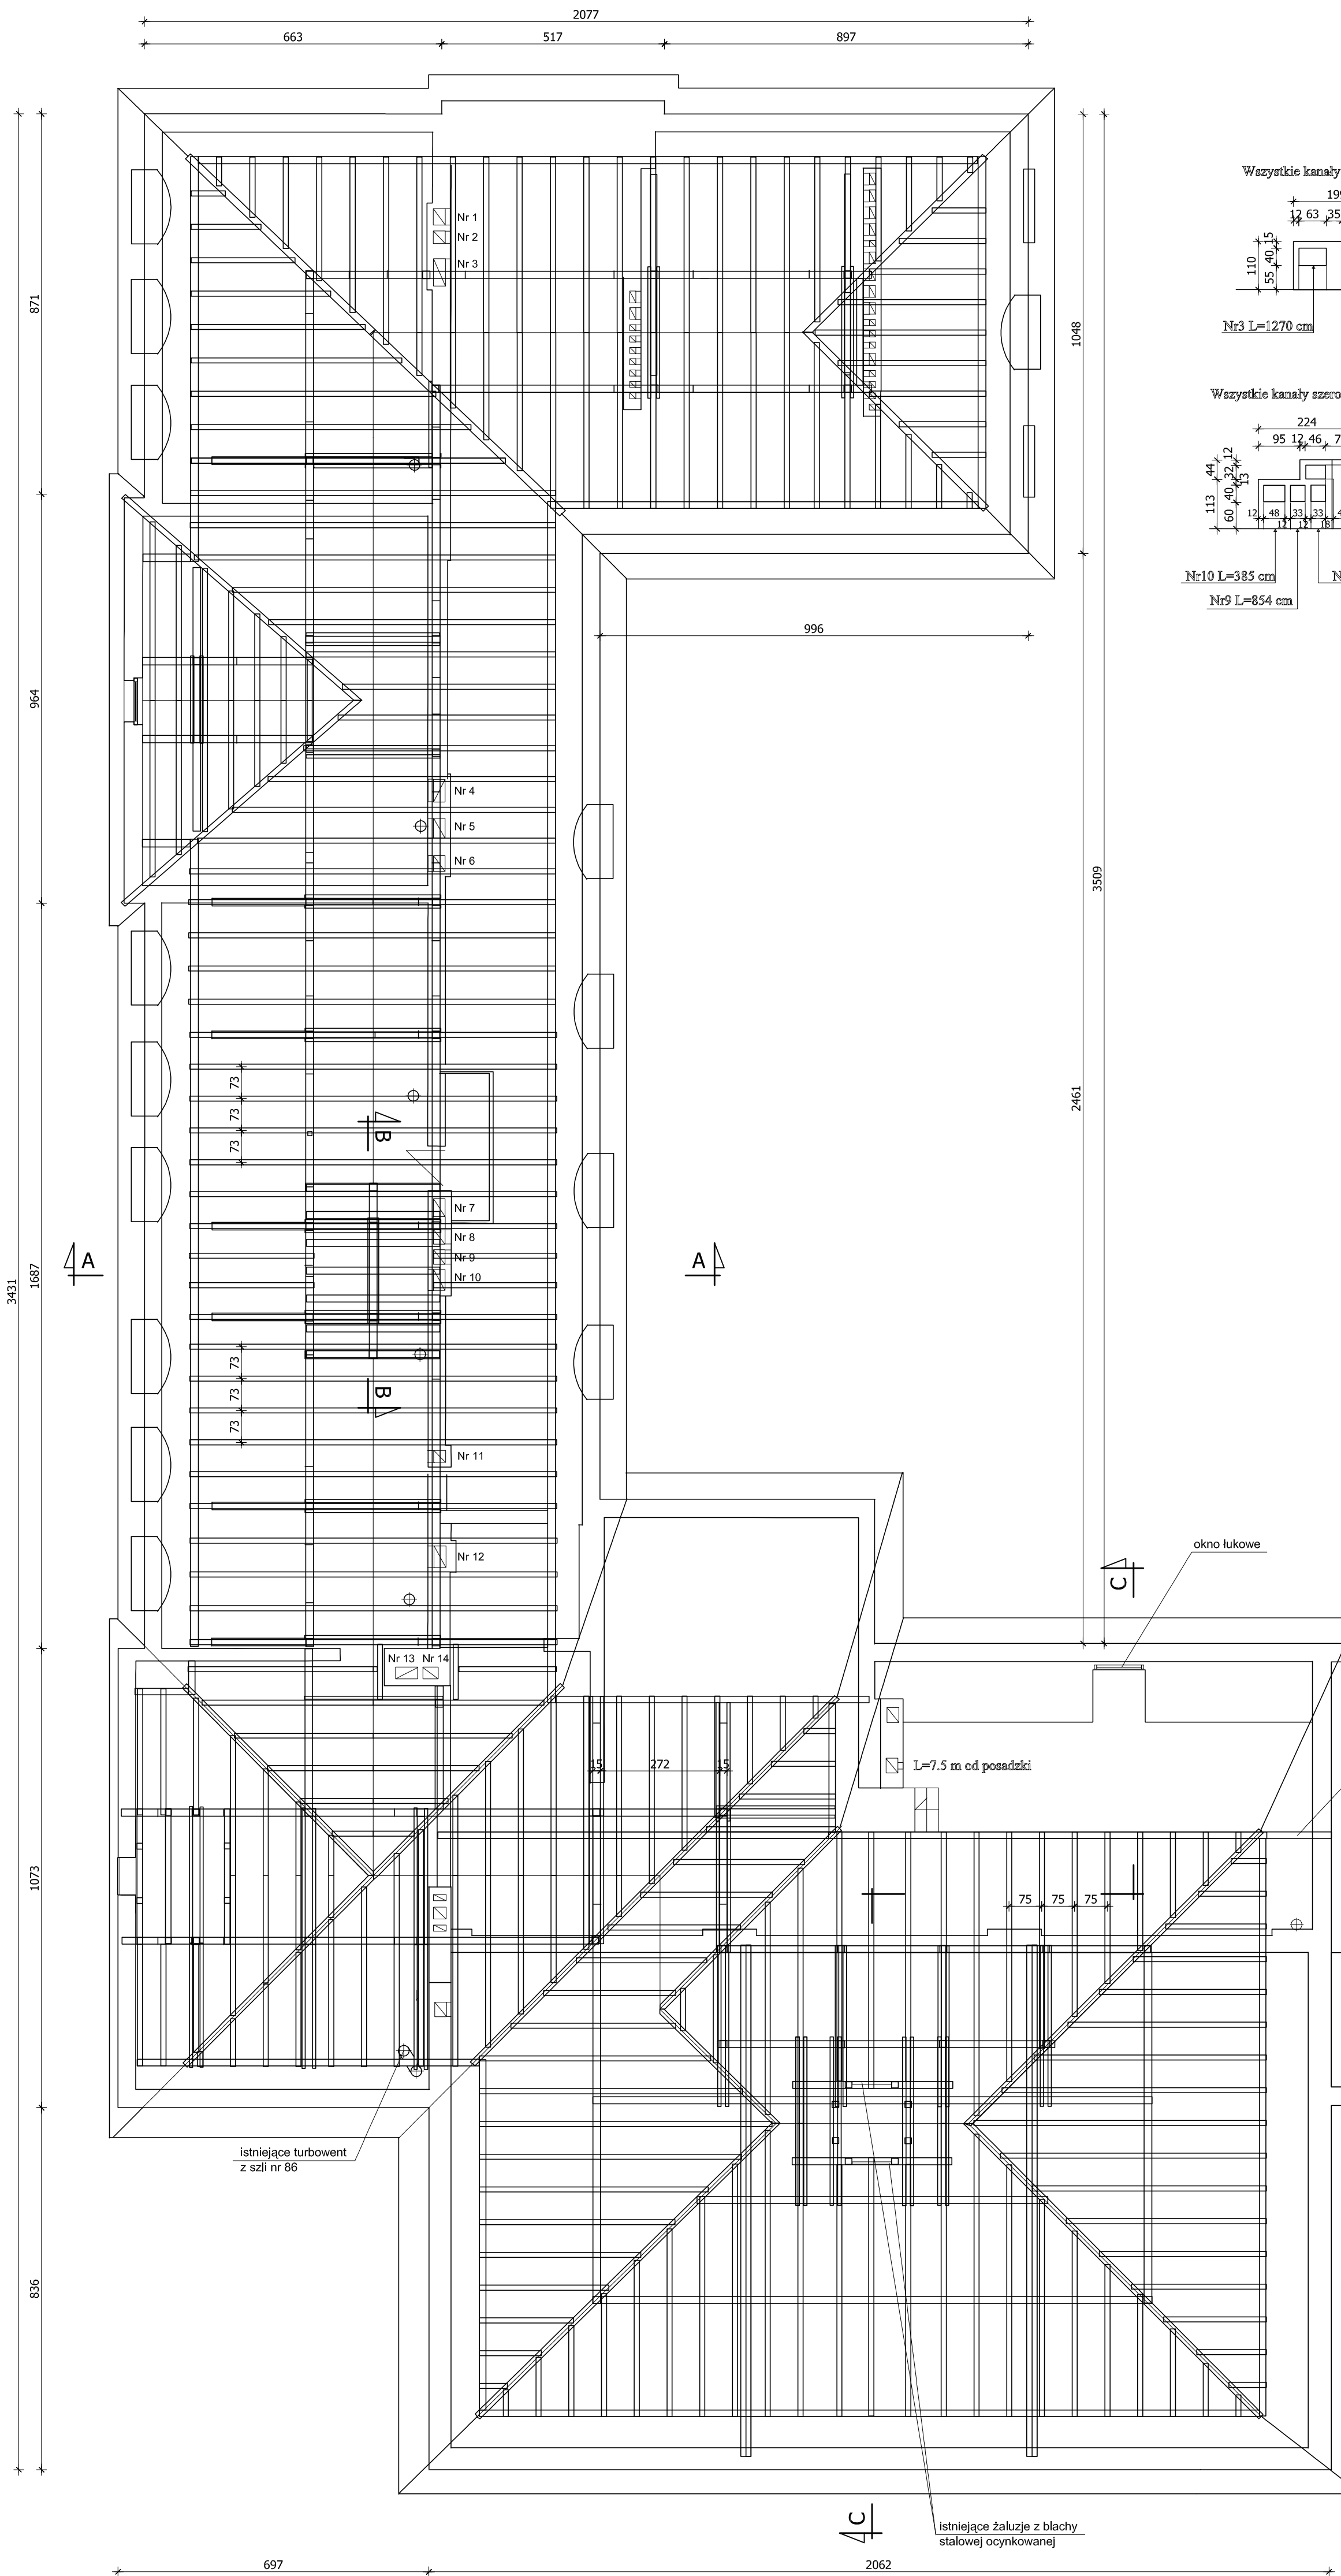 2077
663
517
897
Wszystkie kanały
199
12 63 35
110
15
40
55
Nr3 L=1270 cm
Nr 1
Nr 2
Nr 3
871
1048
Wszystkie kanały szero
224
95 12 46 7
44
113
12
32
13
40
60
12 48 33 33 4
12 12 18
Nr10 L=385 cm
N
Nr9 L=854 cm
996
964
3509
Nr 4
Nr 5
Nr 6
73
73
73
B
2461
Nr 7
Nr 8
Nr 9
Nr 10
A
A
3431
1687
73
73
73
B
Nr 11
Nr 12
okno łukowe
C
Nr 13 Nr 14
15
272
15
L=7.5 m od posadzki
1073
75
75
75
istniejące turbowent
z szli nr 86
836
C
istniejące żaluzje z blachy
stalowej ocynkowanej
697
2062